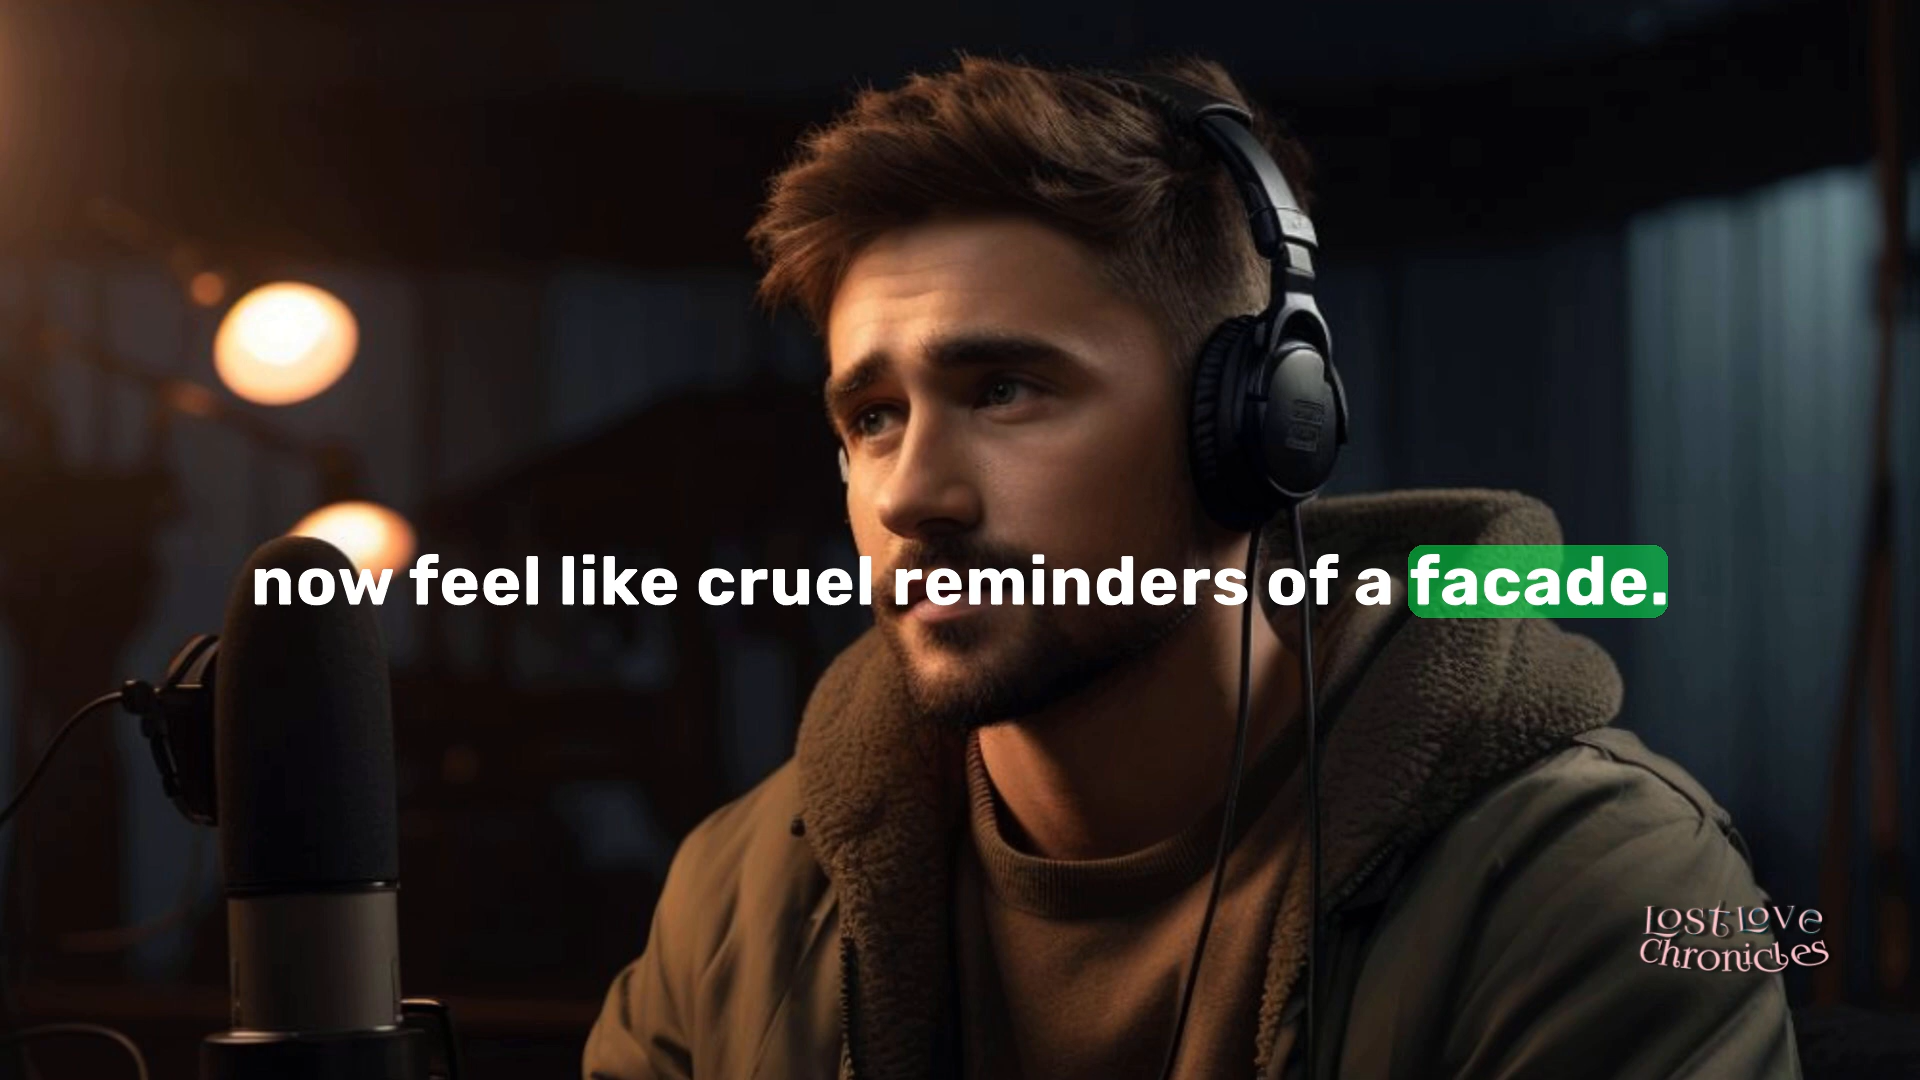 now feel like cruel reminders of a facade.
Lost Love
Chronicles